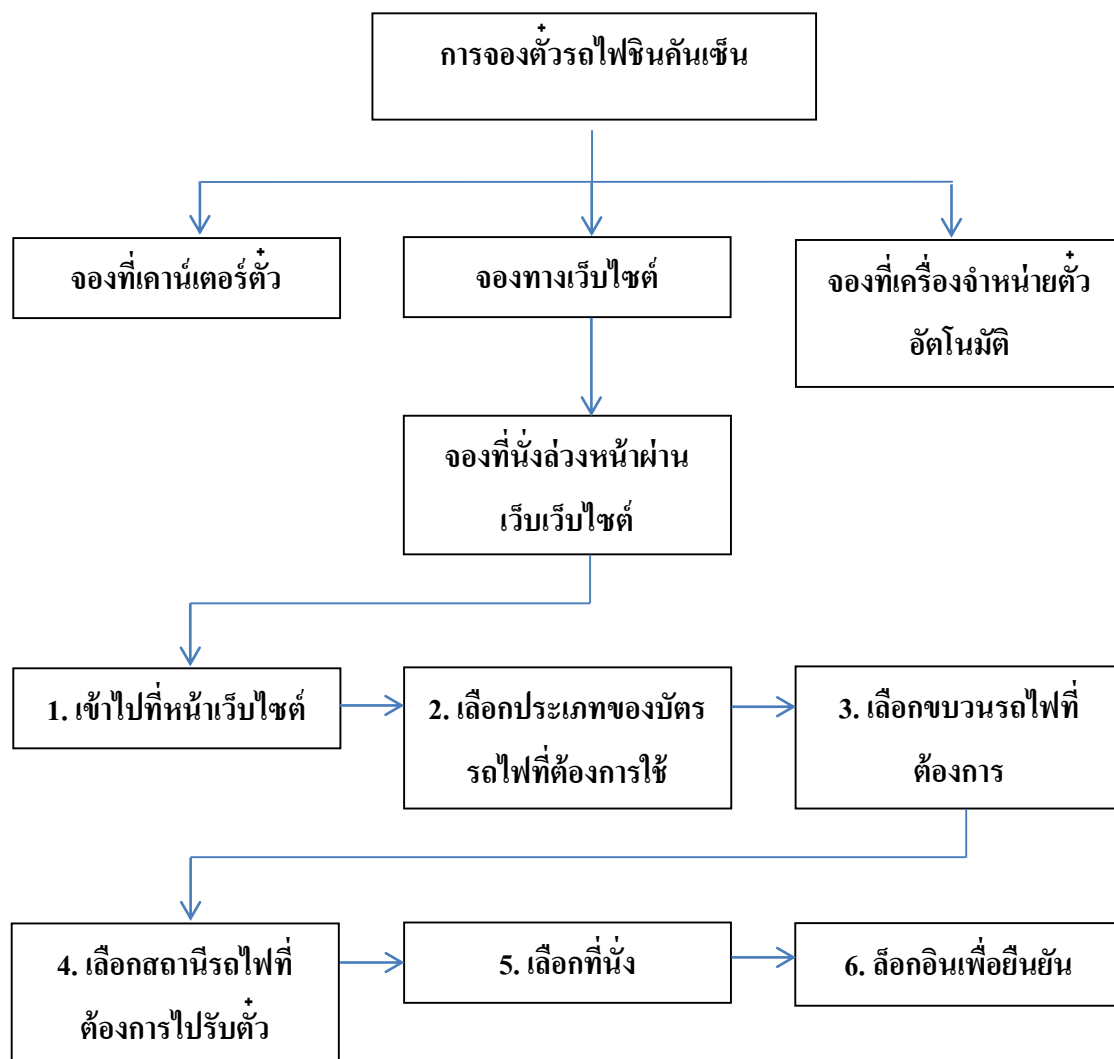 การจองตั๋วรถไฟชินคันเซ็น
จองที่เคาน์เตอร์ตั๋ว
จองทางเว็บไซต์
จองที่เครื่องจำหน่ายตั๋ว
อัตโนมัติ
จองที่นั่งล่วงหน้าผ่าน
เว็บเว็บไซต์
1. เข้าไปที่หน้าเว็บไซต์
2. เลือกประเภทของบัตร
รถไฟที่ต้องการใช้
3. เลือกขบวนรถไฟที่
ต้องการ
4. เลือกสถานีรถไฟที่
ต้องการไปรับตั๋ว
5. เลือกที่นั่ง
6. ล็อกอินเพื่อยืนยัน